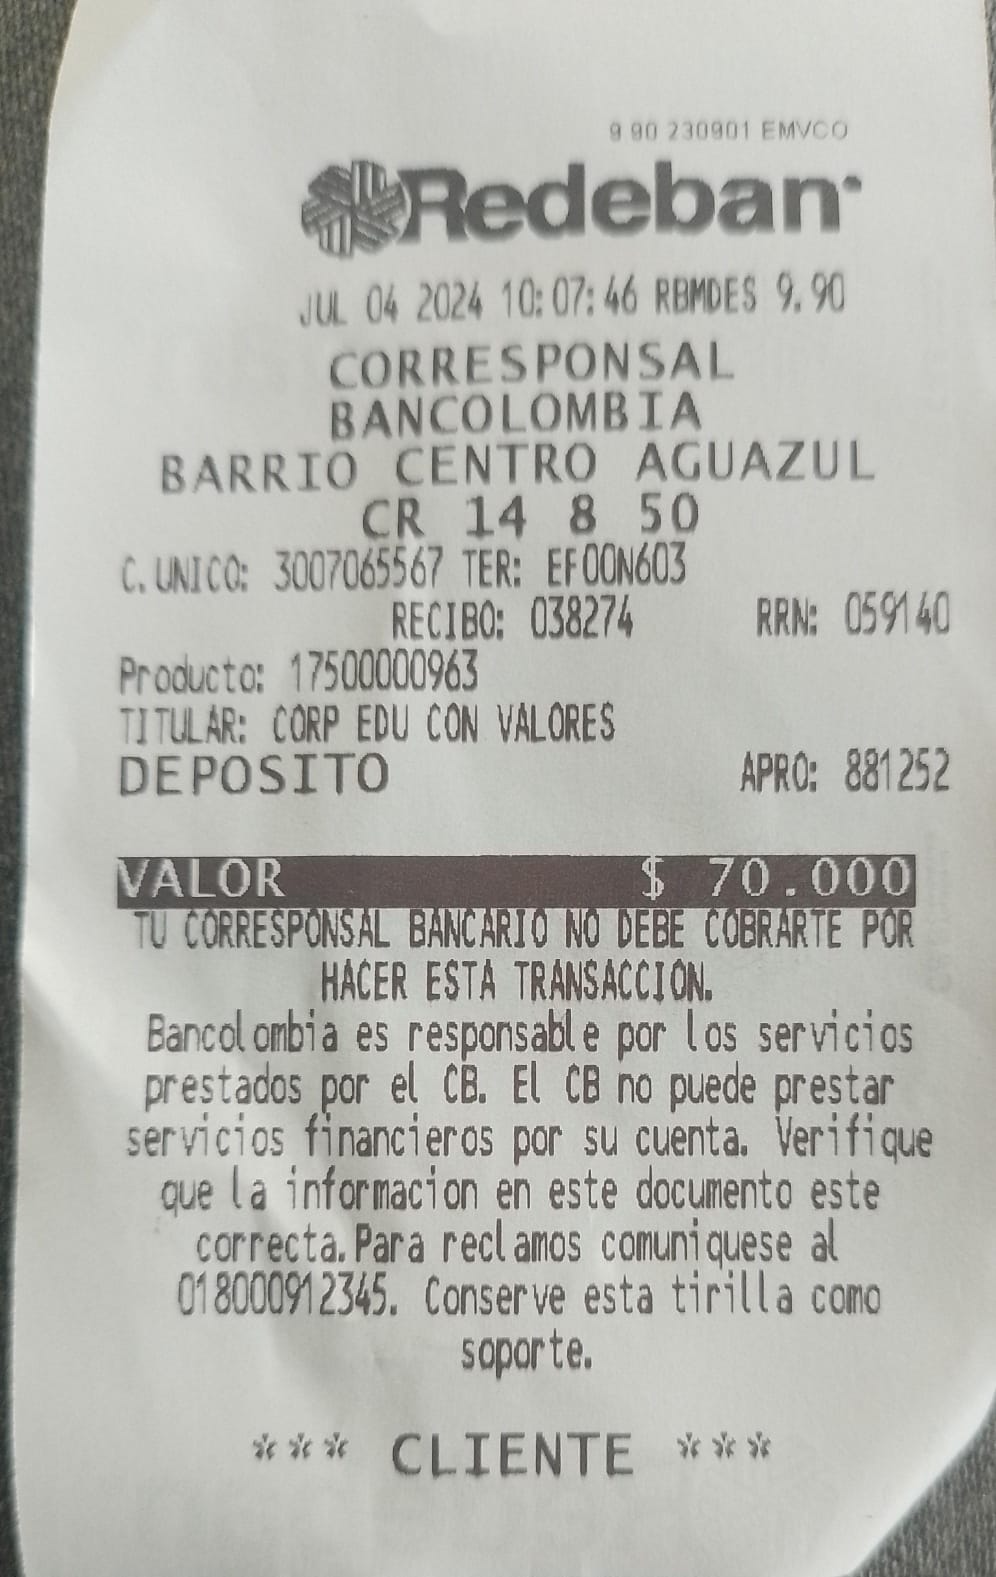 9 90 230901 EMVCO
Redeban
JUL 04 2024 10:07:46 RBMDES 9.90
CORRESPONSAL
BANCOLOMBIA
BARRIO CENTRO AGUAZUL
CR 14 8 50
C. UNICO: 3007065567 TER: EF00N603
RECIBO: 038274 RRN: 059140
Producto: 17500000963
TITULAR: CORP EDU CON VALORES
DEPOSITO APRO: 881252
VALOR $ 70.000
TU CORRESPONSAL BANCARIO NO DEBE COBRARTE POR
HACER ESTA TRANSACCION.
Bancolombia es responsable por los servicios
prestados por el CB. El CB no puede prestar
servicios financieros por su cuenta. Verifique
que la informacion en este documento este
correcta. Para reclamos comuniquese al
018000912345. Conserve esta tirilla como
soporte.
*** CLIENTE ***